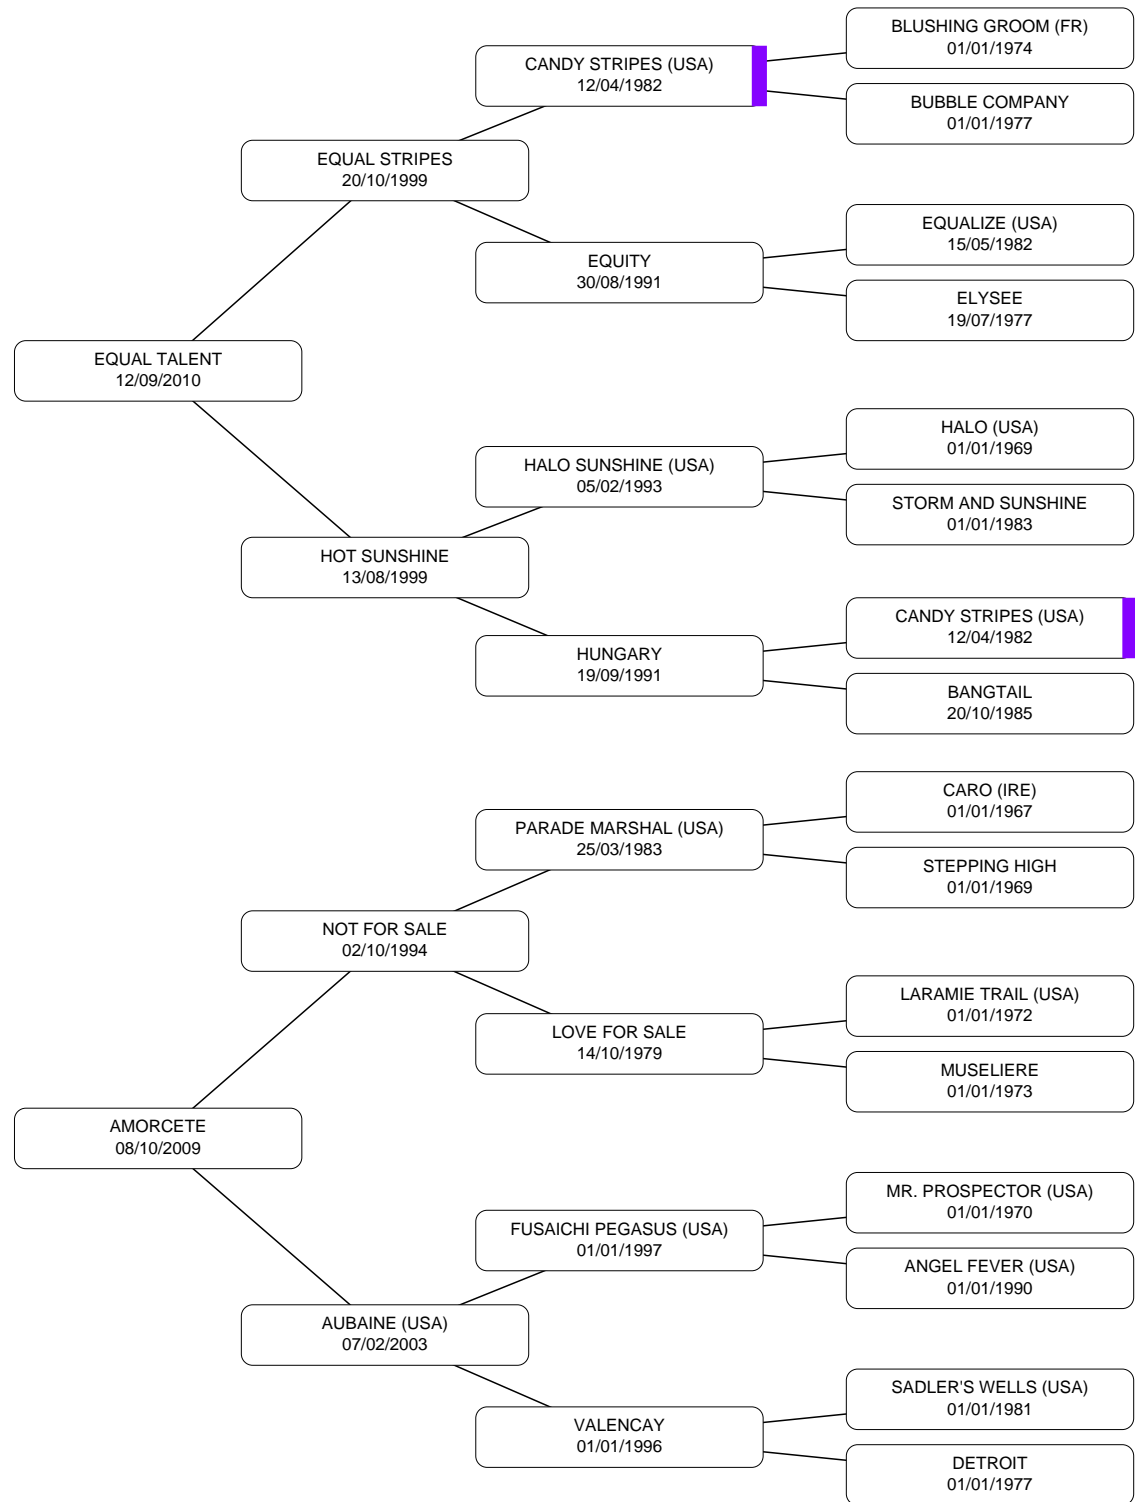 BLUSHING GROOM (FR)
01/01/1974
CANDY STRIPES (USA)
12/04/1982
BUBBLE COMPANY
01/01/1977
EQUAL STRIPES
20/10/1999
EQUALIZE (USA)
15/05/1982
EQUITY
30/08/1991
ELYSEE
19/07/1977
EQUAL TALENT
12/09/2010
HALO (USA)
01/01/1969
HALO SUNSHINE (USA)
05/02/1993
STORM AND SUNSHINE
01/01/1983
HOT SUNSHINE
13/08/1999
CANDY STRIPES (USA)
12/04/1982
HUNGARY
19/09/1991
BANGTAIL
20/10/1985
CARO (IRE)
01/01/1967
PARADE MARSHAL (USA)
25/03/1983
STEPPING HIGH
01/01/1969
NOT FOR SALE
02/10/1994
LARAMIE TRAIL (USA)
01/01/1972
LOVE FOR SALE
14/10/1979
MUSELIERE
01/01/1973
AMORCETE
08/10/2009
MR. PROSPECTOR (USA)
01/01/1970
FUSAICHI PEGASUS (USA)
01/01/1997
ANGEL FEVER (USA)
01/01/1990
AUBAINE (USA)
07/02/2003
SADLER'S WELLS (USA)
01/01/1981
VALENCAY
01/01/1996
DETROIT
01/01/1977